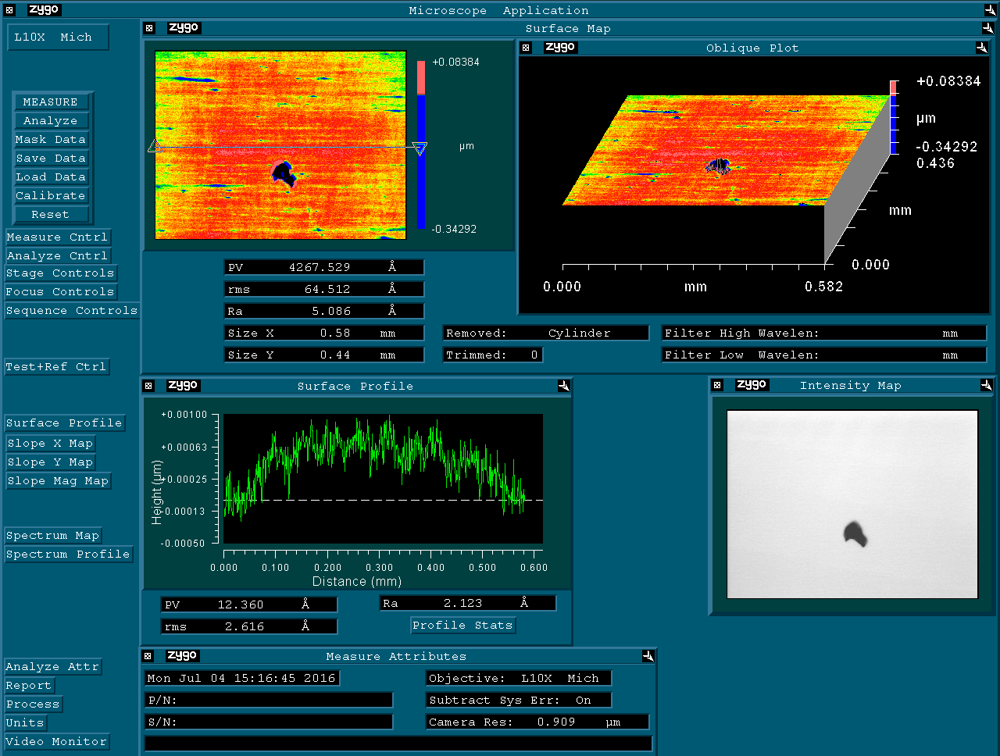 zygo Microscope Application
L10X Mich
MEASURE
Analyze
Mask Data
Save Data
Load Data
Calibrate
Reset
Measure Cntrl
Analyze Cntrl
Stage Controls
Focus Controls
Sequence Controls
Test+Ref Ctrl
Surface Profile
Slope X Map
Slope Y Map
Slope Mag Map
Spectrum Map
Spectrum Profile
Analyze Attr
Report
Process
Units
Video Monitor
zygo Surface Map
+0.08384
µm
-0.34292
zygo Oblique Plot
+0.08384
µm
-0.34292
0.436
mm
0.000
0.000 mm 0.582
PV 4267.529 Å
rms 64.512 Å
Ra 5.086 Å
Size X 0.58 mm
Size Y 0.44 mm
Removed: Cylinder
Trimmed: 0
Filter High Wavelen: mm
Filter Low Wavelen: mm
zygo Surface Profile
+0.00100
+0.00063
+0.00025
-0.00013
-0.00050
Height (µm)
0.000 0.100 0.200 0.300 0.400 0.500 0.600
Distance (mm)
PV 12.360 Å
rms 2.616 Å
Ra 2.123 Å
Profile Stats
zygo Intensity Map
zygo Measure Attributes
Mon Jul 04 15:16:45 2016
P/N:
S/N:
Objective: L10X Mich
Subtract Sys Err: On
Camera Res: 0.909 µm